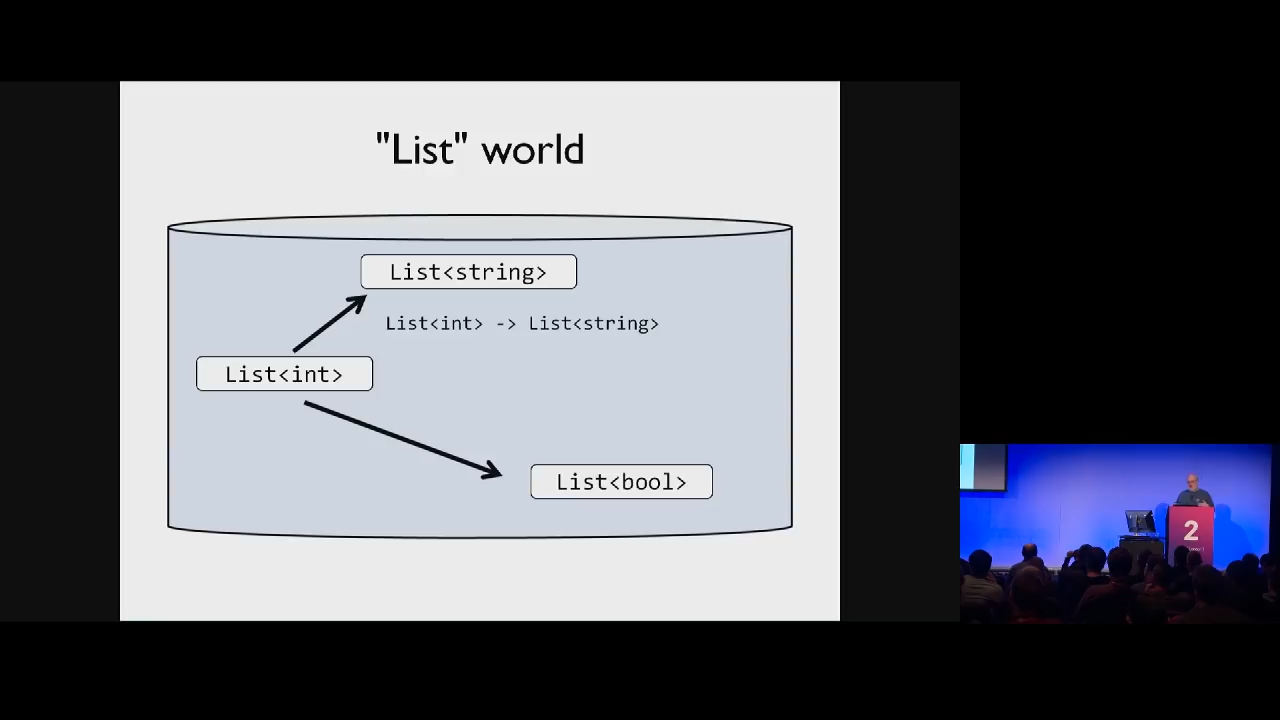 "List" world
List<string>
List<int> -> List<string>
List<int>
List<bool>
2